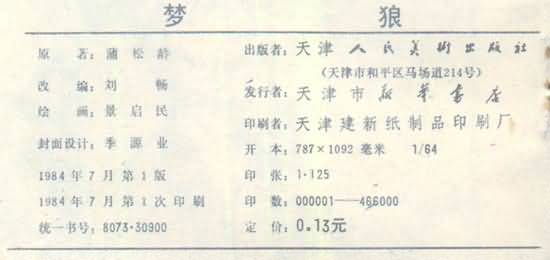 梦 狼
原 著：蒲松龄
改 编：刘 畅
绘 画：景启民
封面设计：季源业
1984年7月第1版
1984年7月第1次印刷
统一书号：8073·30900
出版者：天津人民美術出版社
（天津市和平区马场道214号）
发行者：天津市新华书店
印刷者：天津建新纸制品印刷厂
开 本：787×1092毫米 1/64
印 张：1·125
印 数：000001—466000
定 价：0.13元